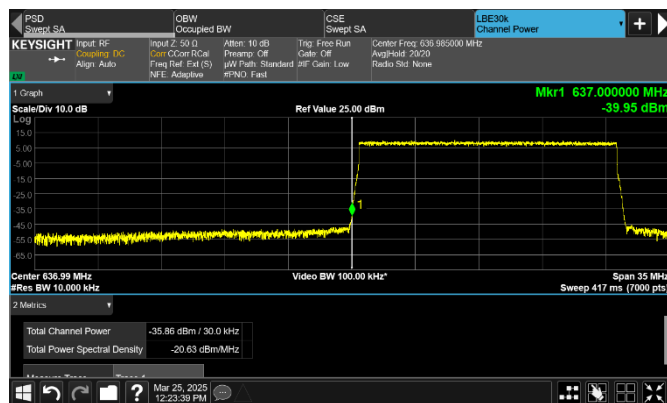 PSD
Swept SA
OBW
Occupied BW
CSE
Swept SA
LBE30k
Channel Power
KEYSIGHT
Input: RF
Coupling: DC
Align: Auto
Input Z: 50 Ω
Corr CCorr RCal
Freq Ref: Ext (S)
NFE: Adaptive
Atten: 10 dB
Preamp: Off
µW Path: Standard
#PNO: Fast
Trig: Free Run
Gate: Off
#IF Gain: Low
Center Freq: 636.985000 MHz
Avg|Hold: 20/20
Radio Std: None
LXI
1 Graph
Mkr1 637.000000 MHz
Scale/Div 10.0 dB
Ref Value 25.00 dBm
-39.95 dBm
Log
15.0
5.00
-5.00
-15.0
-25.0
-35.0
-45.0
-55.0
-65.0
1
Center 636.99 MHz
Video BW 100.00 kHz*
Span 35 MHz
#Res BW 10.000 kHz
Sweep 417 ms (7000 pts)
2 Metrics
Total Channel Power
-35.86 dBm / 30.0 kHz
Total Power Spectral Density
-20.63 dBm/MHz
Measure Trace
Trace 1
?
Mar 25, 2025
12:23:39 PM